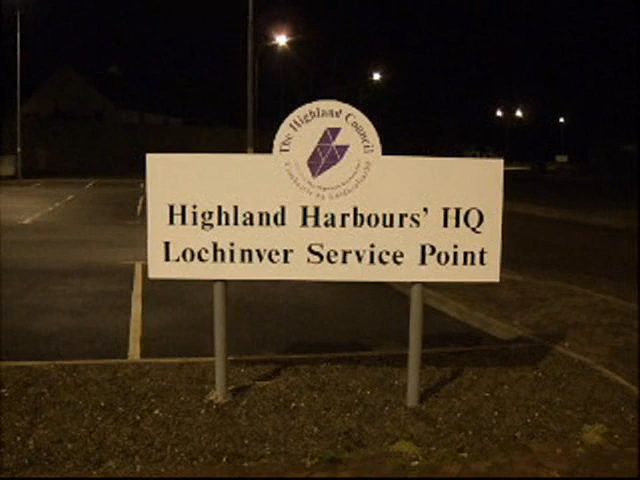 The Highland Council
Highland Harbours' HQ
Lochinver Service Point